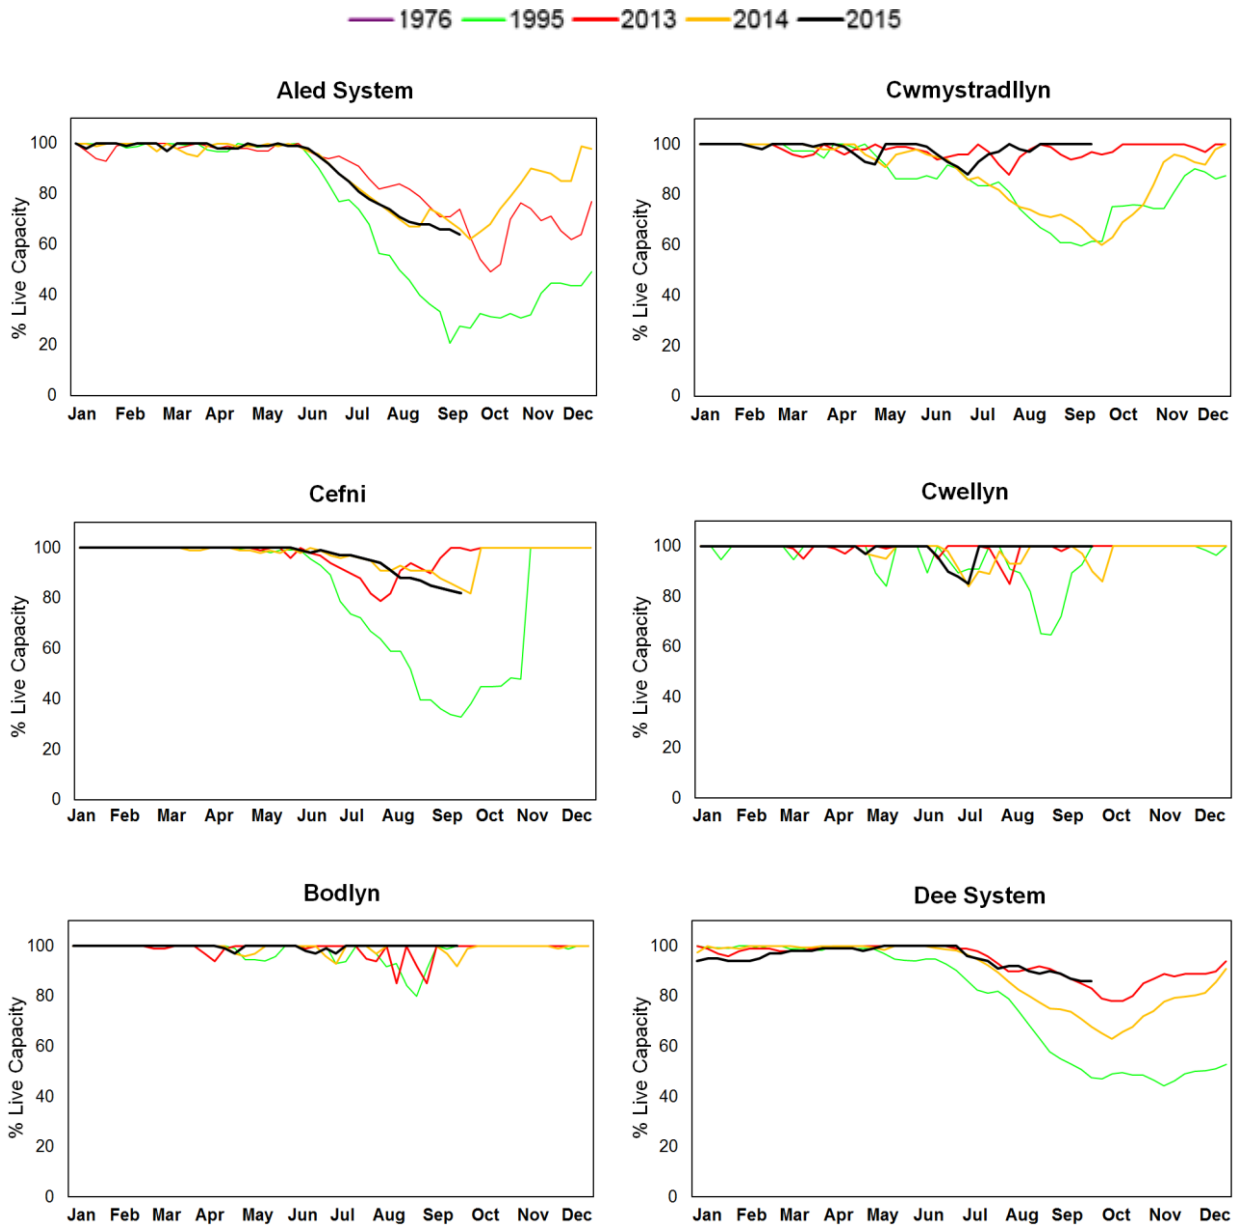 1976 1995 2013 2014 2015
Aled System
% Live Capacity
100
80
60
40
20
0
Jan Feb Mar Apr May Jun Jul Aug Sep Oct Nov Dec
Cwmystradllyn
% Live Capacity
100
80
60
40
20
0
Jan Feb Mar Apr May Jun Jul Aug Sep Oct Nov Dec
Cefni
% Live Capacity
100
80
60
40
20
0
Jan Feb Mar Apr May Jun Jul Aug Sep Oct Nov Dec
Cwellyn
% Live Capacity
100
80
60
40
20
0
Jan Feb Mar Apr May Jun Jul Aug Sep Oct Nov Dec
Bodlyn
% Live Capacity
100
80
60
40
20
0
Jan Feb Mar Apr May Jun Jul Aug Sep Oct Nov Dec
Dee System
% Live Capacity
100
80
60
40
20
0
Jan Feb Mar Apr May Jun Jul Aug Sep Oct Nov Dec